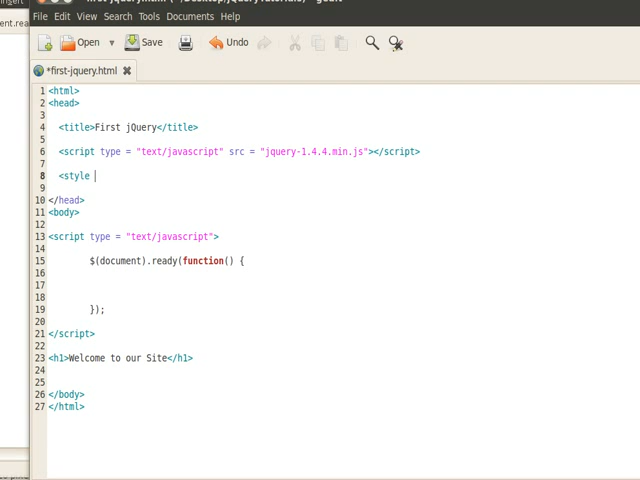 File Edit View Search Tools Documents Help
ent.rea
Open Save Undo
*first-jquery.html
1 <html>
2 <head>
3
4 <title>First jQuery</title>
5
6 <script type = "text/javascript" src = "jquery-1.4.4.min.js"></script>
7
8 <style
9
10 </head>
11 <body>
12
13 <script type = "text/javascript">
14
15 $(document).ready(function() {
16
17
18
19 });
20
21 </script>
22
23 <h1>Welcome to our Site</h1>
24
25
26 </body>
27 </html>